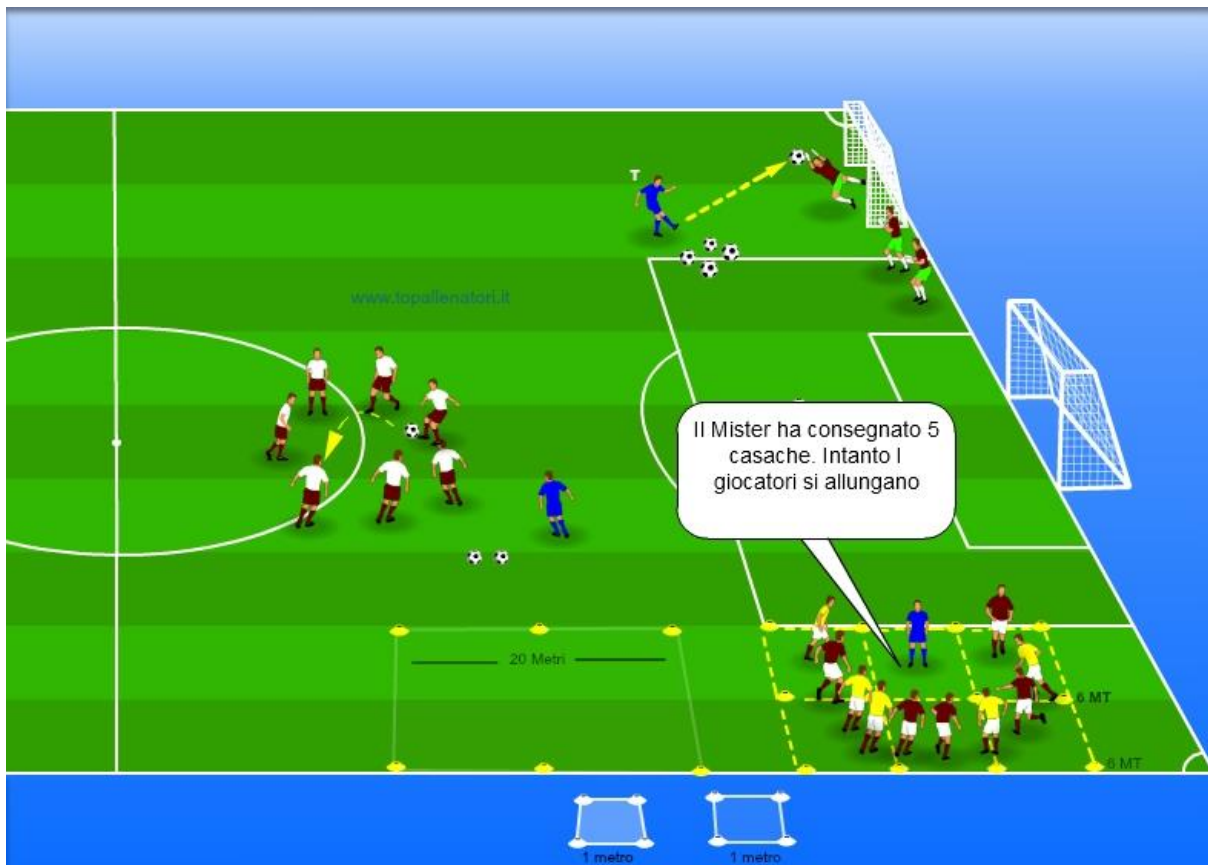 T
www.topallenatori.it
Il Mister ha consegnato 5
casache. Intanto I
giocatori si allungano
20 Metri
6 MT
6 MT
1 metro
1 metro